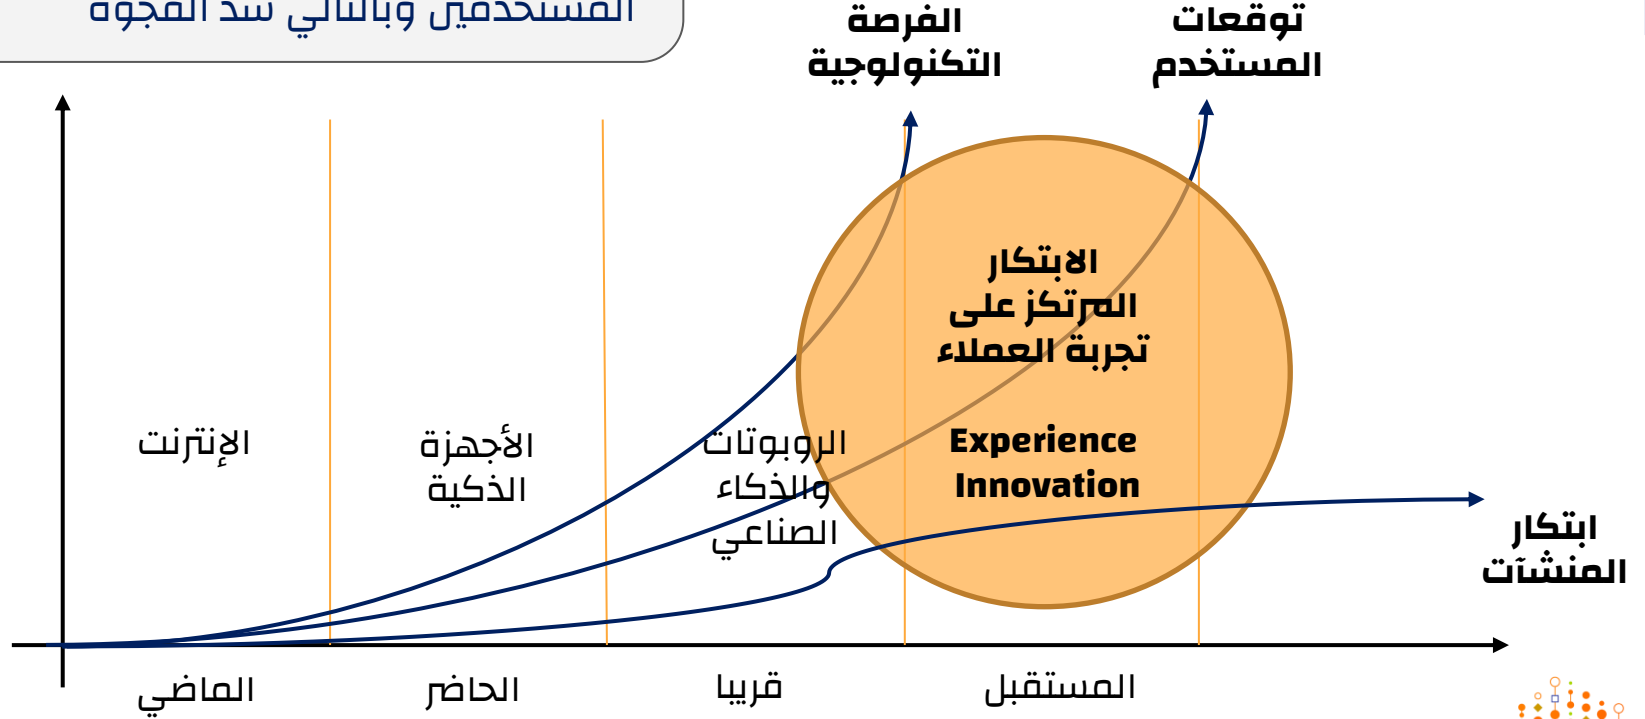 المستخدمين وبالتالي سد الفجوة
توقعات
المستخدم
الفرصة
التكنولوجية
الابتكار
المرتكز على
تجربة العملاء
Experience
Innovation
الإنترنت
الأجهزة
الذكية
الروبوتات
والذكاء
الصناعي
ابتكار
المنشآت
الماضي
الحاضر
قريبا
المستقبل